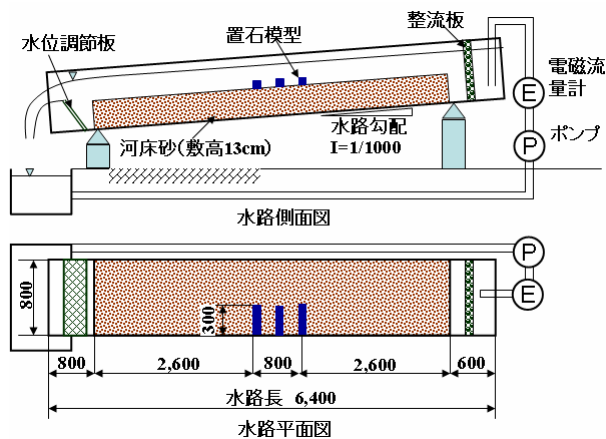 整流板
置石模型
水位調節板
電磁流
量計
E
ポンプ
P
水路勾配
I=1/1000
河床砂(敷高13cm)
水路側面図
P
E
800
300
800
2,600
800
2,600
600
水路長 6,400
水路平面図